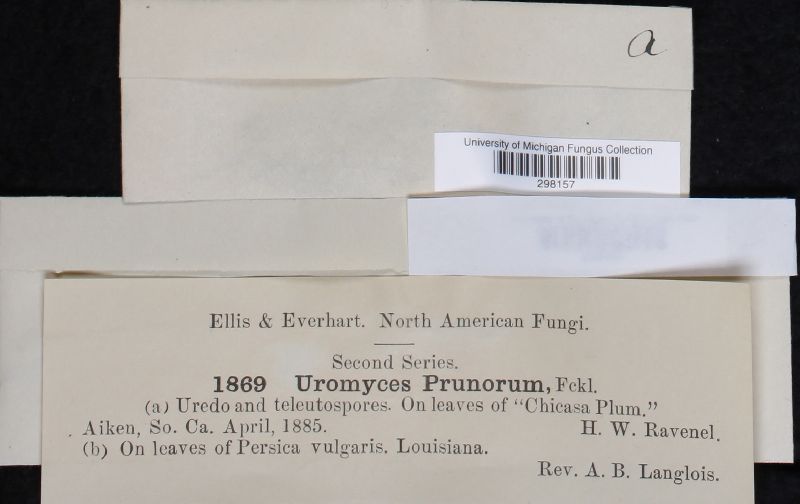 a
University of Michigan Fungus Collection
298157
Ellis & Everhart. North American Fungi.
Second Series.
1869 Uromyces Prunorum, Fckl.
(a) Uredo and teleutospores. On leaves of "Chicasa Plum."
Aiken, So. Ca. April, 1885. H. W. Ravenel.
(b) On leaves of Persica vulgaris. Louisiana.
Rev. A. B. Langlois.